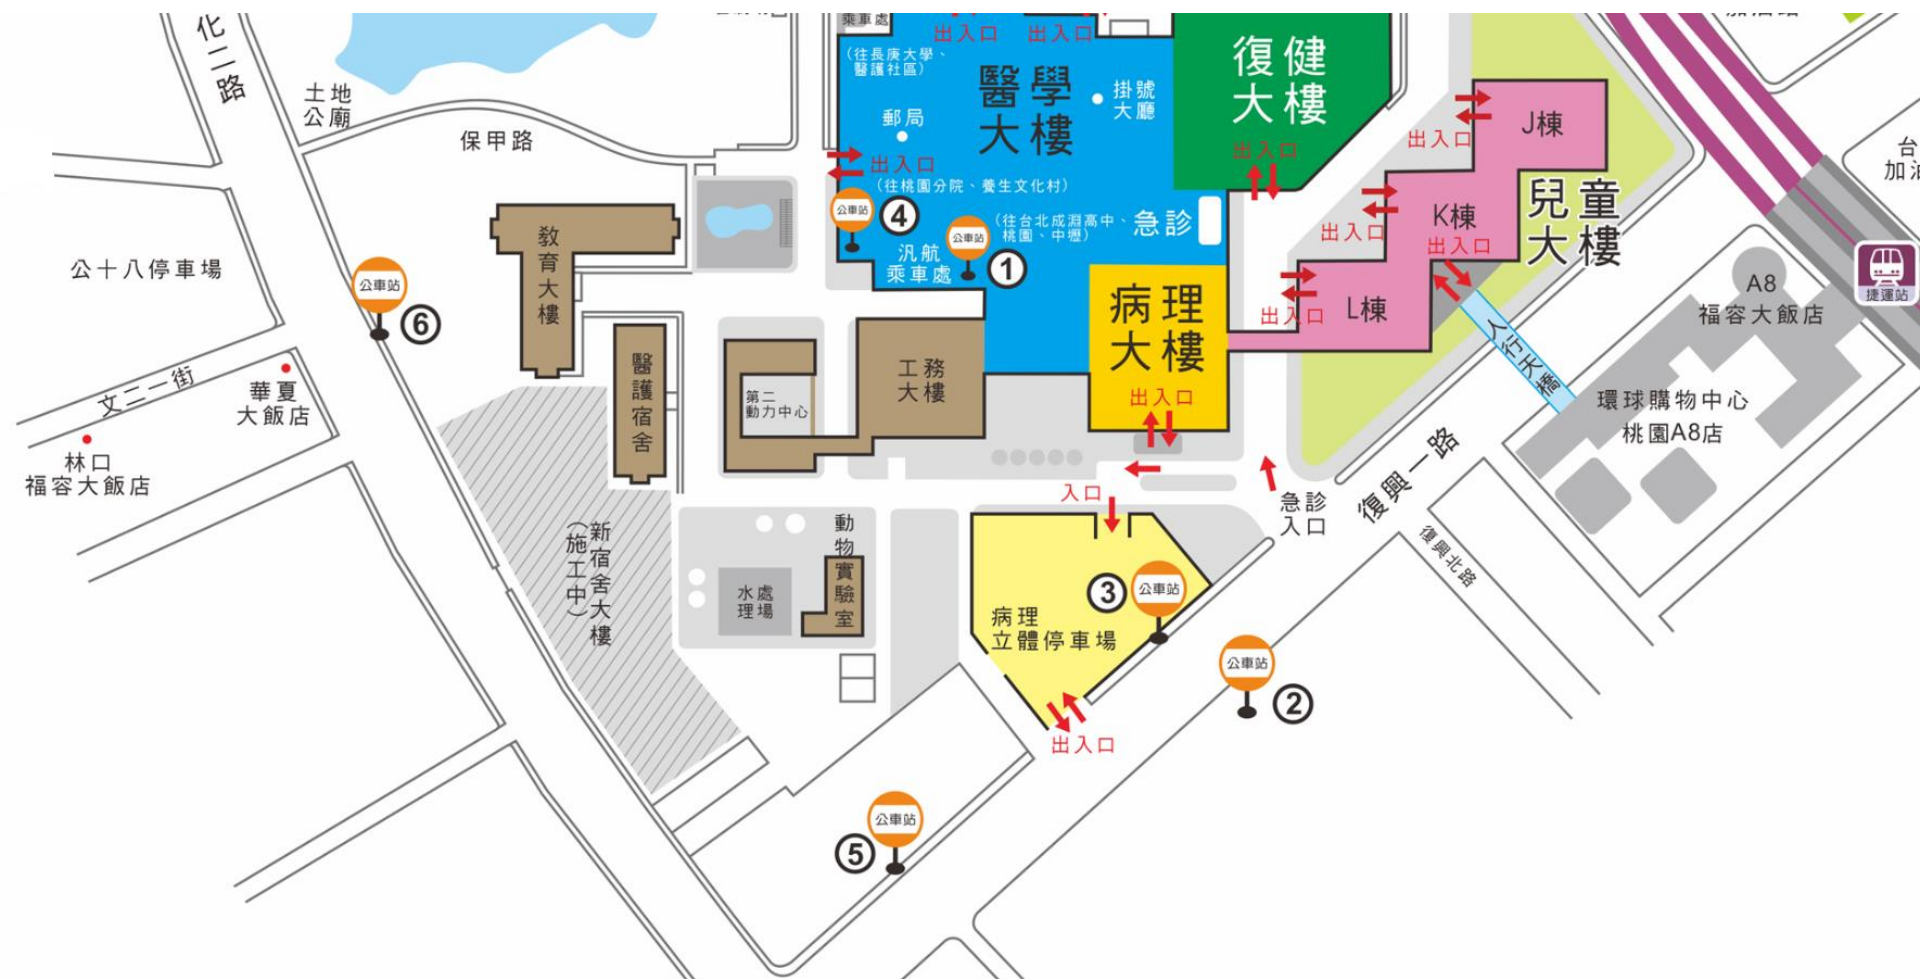 乘車處
出入口
出入口
化二路
(往長庚大學、
醫護社區)
醫學
大樓
掛號
大廳
復健
大樓
土地
公廟
保甲路
郵局
出入口
(往桃園分院、養生文化村)
公車站
4
公車站
1
(往台北成淵高中、
桃園、中壢)
急診
汎航
乘車處
出入口
出入口
J棟
出入口
K棟
出入口
出入口
L棟
兒童
大樓
台
加油
捷運站
A8
福容大飯店
人行天橋
環球購物中心
桃園A8店
公十八停車場
公車站
6
教育大樓
醫護宿舍
第二
動力中心
工務
大樓
病理
大樓
出入口
文二一街
華夏
大飯店
林口
福容大飯店
復興一路
復興北路
急診
入口
入口
新宿舍大樓
(施工中)
動物實驗室
水處
理場
病理
立體停車場
3
公車站
公車站
2
出入口
公車站
5